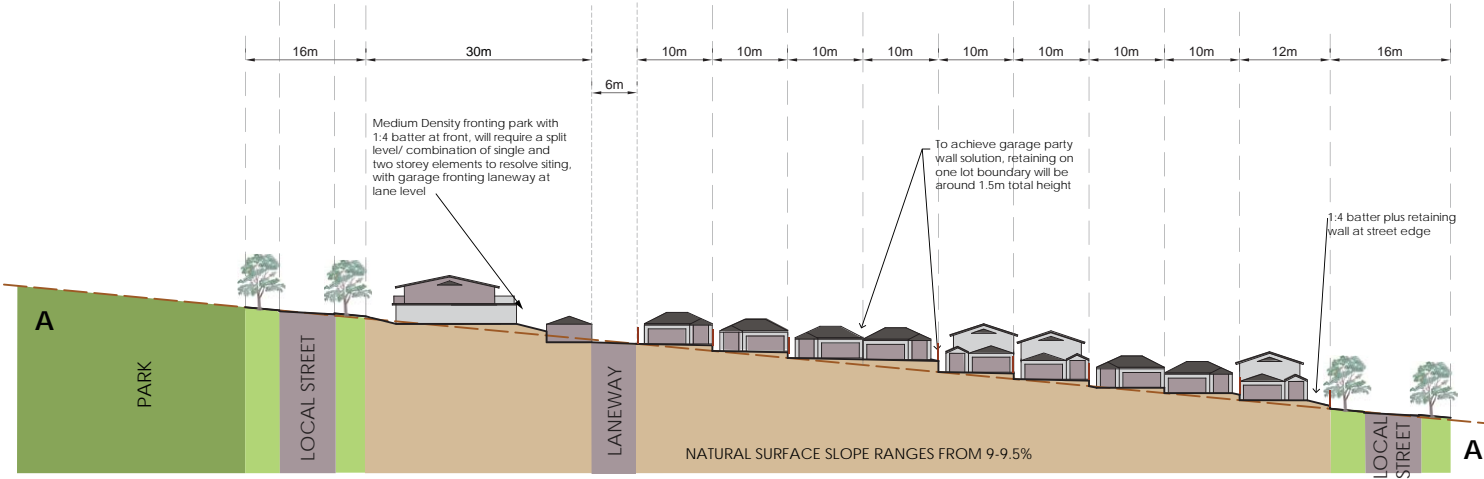 16m
30m
10m
10m
10m
10m
10m
10m
10m
10m
12m
16m
6m
Medium Density fronting park with
1:4 batter at front, will require a split
level/ combination of single and
two storey elements to resolve siting,
with garage fronting laneway at
lane level
To achieve garage party
wall solution, retaining on
one lot boundary will be
around 1.5m total height
1:4 batter plus retaining
wall at street edge
A
PARK
LOCAL STREET
LANEWAY
NATURAL SURFACE SLOPE RANGES FROM 9-9.5%
LOCAL
STREET
A